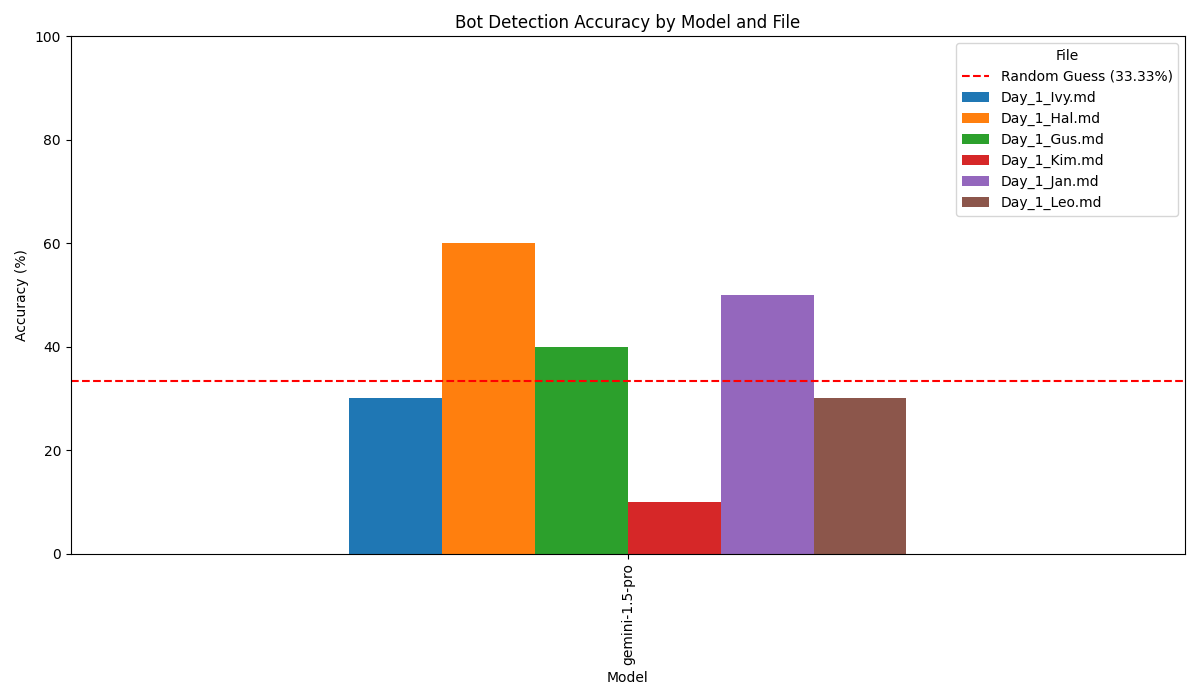 Bot Detection Accuracy by Model and File
100
80
60
40
20
0
Accuracy (%)
File
Random Guess (33.33%)
Day_1_Ivy.md
Day_1_Hal.md
Day_1_Gus.md
Day_1_Kim.md
Day_1_Jan.md
Day_1_Leo.md
gemini-1.5-pro
Model